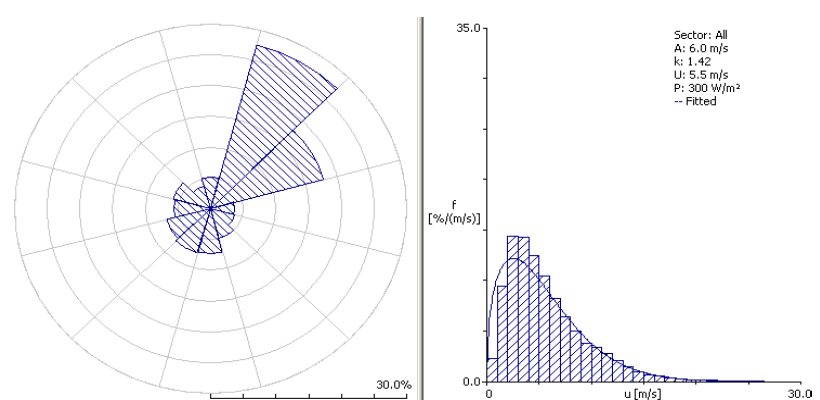 30.0%
35.0
Sector: All
A: 6.0 m/s
k: 1.42
U: 5.5 m/s
P: 300 W/m²
-- Fitted
f
[%/(m/s)]
0.0
0
u [m/s]
30.0